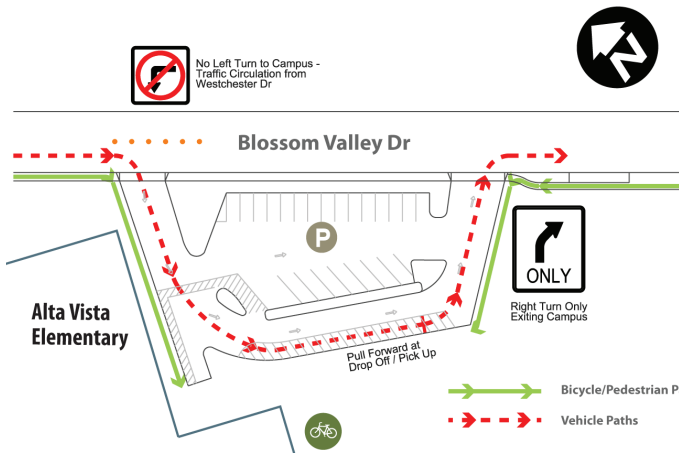 No Left Turn to Campus -
Traffic Circulation from
Westchester Dr
N
Blossom Valley Dr
P
ONLY
Right Turn Only
Exiting Campus
Alta Vista
Elementary
Pull Forward at
Drop Off / Pick Up
Bicycle/Pedestrian P
Vehicle Paths